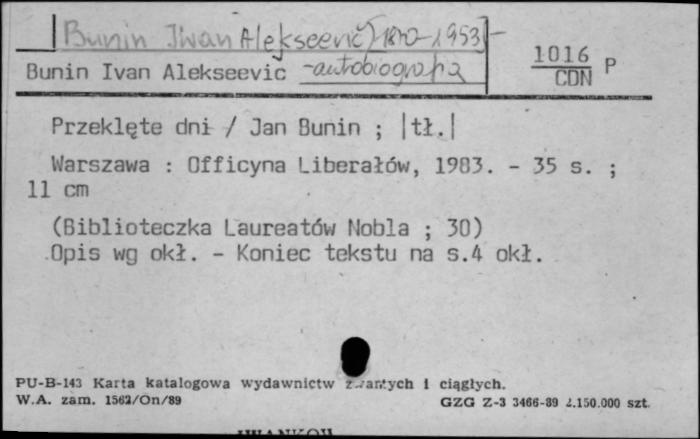 Bunin Iwan Alekseevič (1870-1953) -
Bunin Ivan Alekseevic - autobiografia
1016 P
CDN
Przeklęte dni / Jan Bunin ; |tł.|
Warszawa : Officyna Liberałów, 1983. - 35 s. ;
11 cm
(Biblioteczka Laureatów Nobla ; 30)
Opis wg okł. - Koniec tekstu na s.4 okł.
PU-B-143 Karta katalogowa wydawnictw zwartych i ciągłych.
W.A. zam. 1562/On/89 GZG Z-3 3466-89 2.150.000 szt.